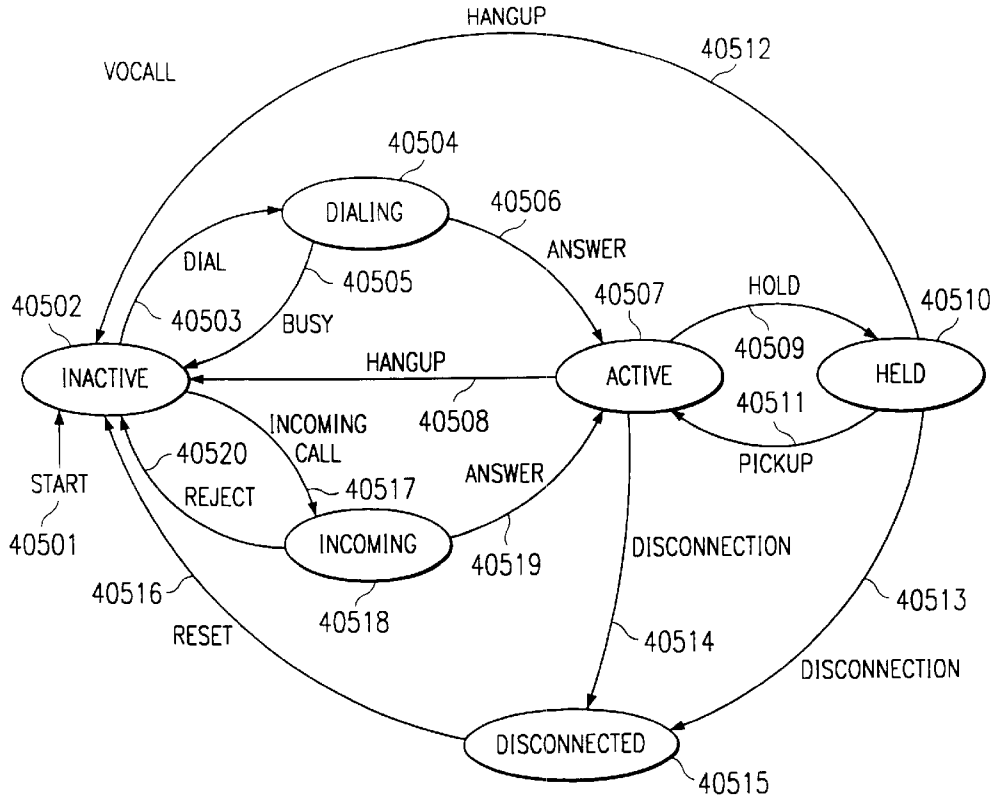 HANGUP
40512
VOCALL
40504
DIALING
40506
ANSWER
DIAL
40505
40502
40503
BUSY
40507
HOLD
40510
40509
INACTIVE
HANGUP
ACTIVE
HELD
40508
40511
PICKUP
INCOMING
CALL
40520
START
REJECT
40517
ANSWER
40501
INCOMING
40519
DISCONNECTION
40516
40518
40513
RESET
40514
DISCONNECTION
DISCONNECTED
40515